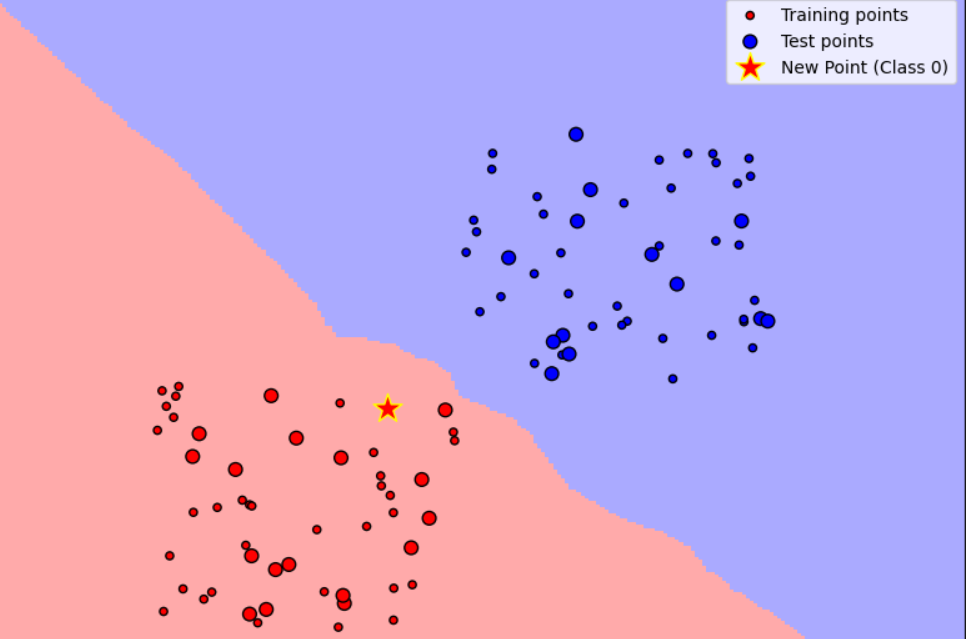 Training points
Test points
New Point (Class 0)